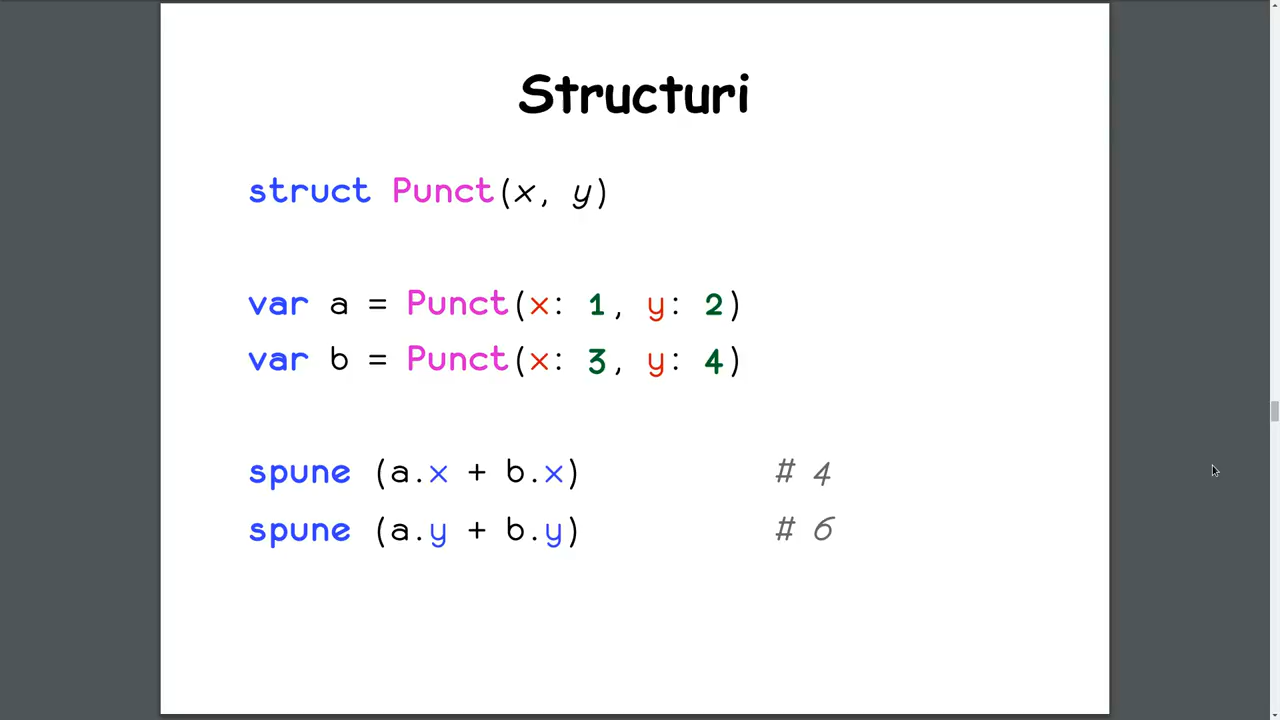 Structuri
struct Punct(x, y)
var a = Punct(x: 1, y: 2)
var b = Punct(x: 3, y: 4)
spune (a.x + b.x) # 4
spune (a.y + b.y) # 6